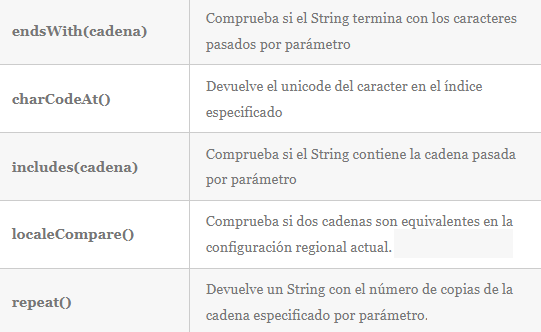 endsWith(cadena)
Comprueba si el String termina con los caracteres
pasados por parámetro
charCodeAt()
Devuelve el unicode del caracter en el índice
especificado
includes(cadena)
Comprueba si el String contiene la cadena pasada
por parámetro
localeCompare()
Comprueba si dos cadenas son equivalentes en la
configuración regional actual.
repeat()
Devuelve un String con el número de copias de la
cadena especificado por parámetro.